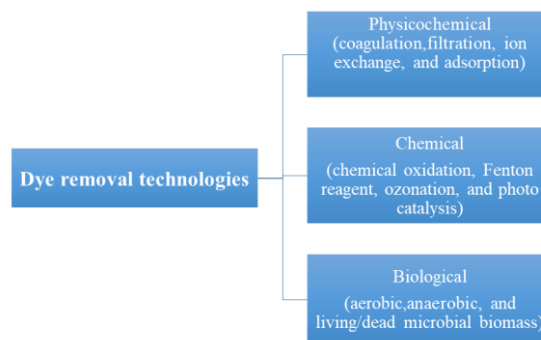 Physicochemical
(coagulation,filtration, ion
exchange, and adsorption)
Dye removal technologies
Chemical
(chemical oxidation, Fenton
reagent, ozonation, and photo
catalysis)
Biological
(aerobic,anaerobic, and
living/dead microbial biomass)